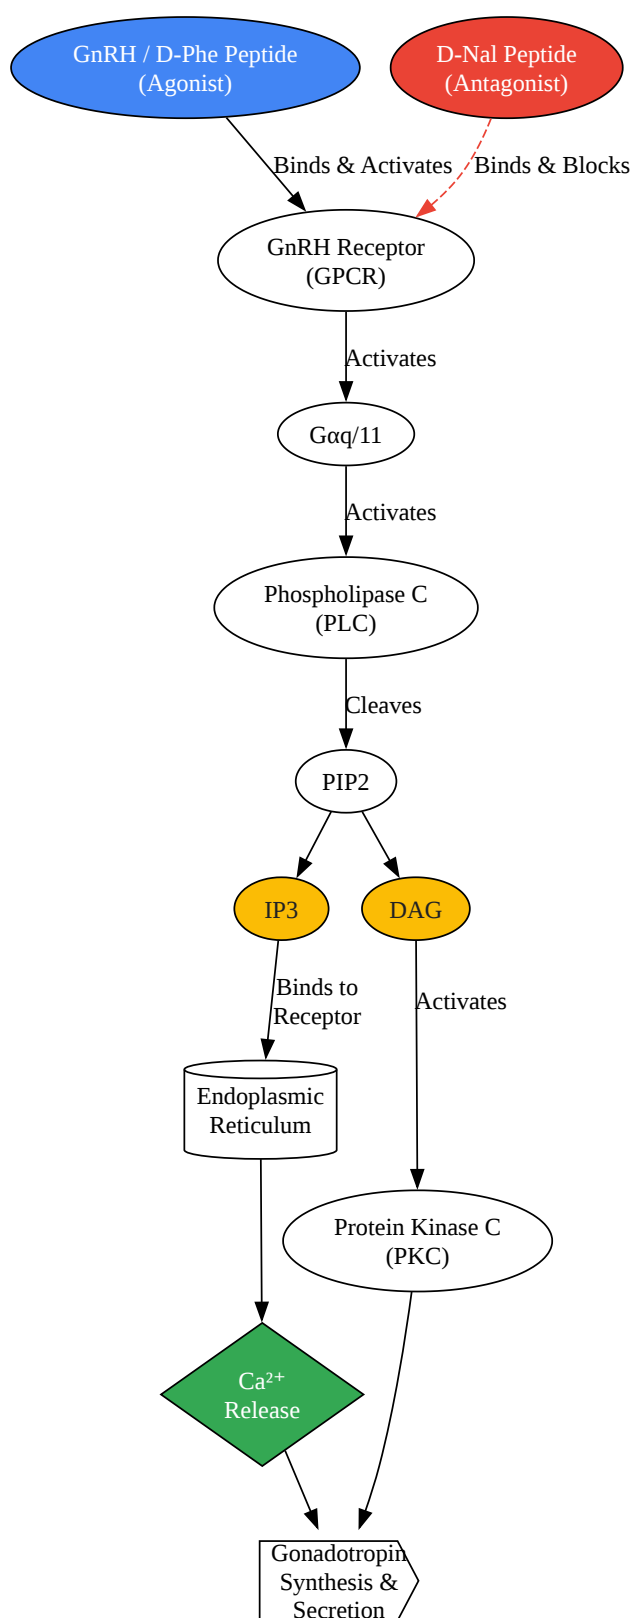 GnRH / D-Phe Peptide
(Agonist)
D-Nal Peptide
(Antagonist)
Binds & Activates
Binds & Blocks
GnRH Receptor
(GPCR)
Activates
Gαq/11
Activates
Phospholipase C
(PLC)
Cleaves
PIP2
IP3
DAG
Binds to
Receptor
Activates
Endoplasmic
Reticulum
Protein Kinase C
(PKC)
Ca²⁺
Release
Gonadotropin
Synthesis &
Secretion